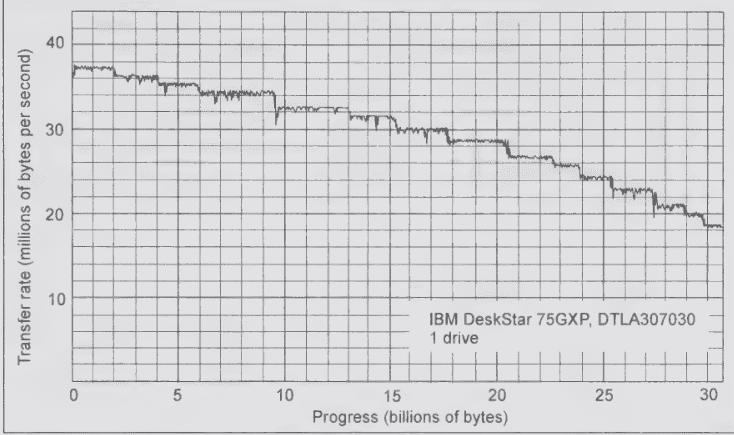 40
30
20
10
Transfer rate (millions of bytes per second)
IBM DeskStar 75GXP, DTLA307030
1 drive
0 5 10 15 20 25 30
Progress (billions of bytes)